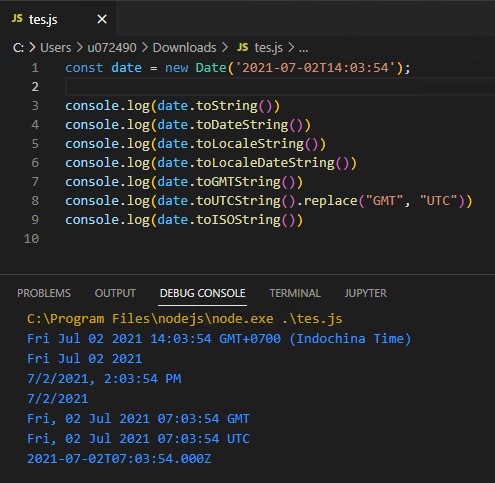 JS tes.js ×
C: > Users > u072490 > Downloads > JS tes.js > ...
1 const date = new Date('2021-07-02T14:03:54');
2
3 console.log(date.toString())
4 console.log(date.toDateString())
5 console.log(date.toLocaleString())
6 console.log(date.toLocaleDateString())
7 console.log(date.toGMTString())
8 console.log(date.toUTCString().replace("GMT", "UTC"))
9 console.log(date.toISOString())
10
PROBLEMS OUTPUT DEBUG CONSOLE TERMINAL JUPYTER
C:\Program Files\nodejs\node.exe .\tes.js
Fri Jul 02 2021 14:03:54 GMT+0700 (Indochina Time)
Fri Jul 02 2021
7/2/2021, 2:03:54 PM
7/2/2021
Fri, 02 Jul 2021 07:03:54 GMT
Fri, 02 Jul 2021 07:03:54 UTC
2021-07-02T07:03:54.000Z